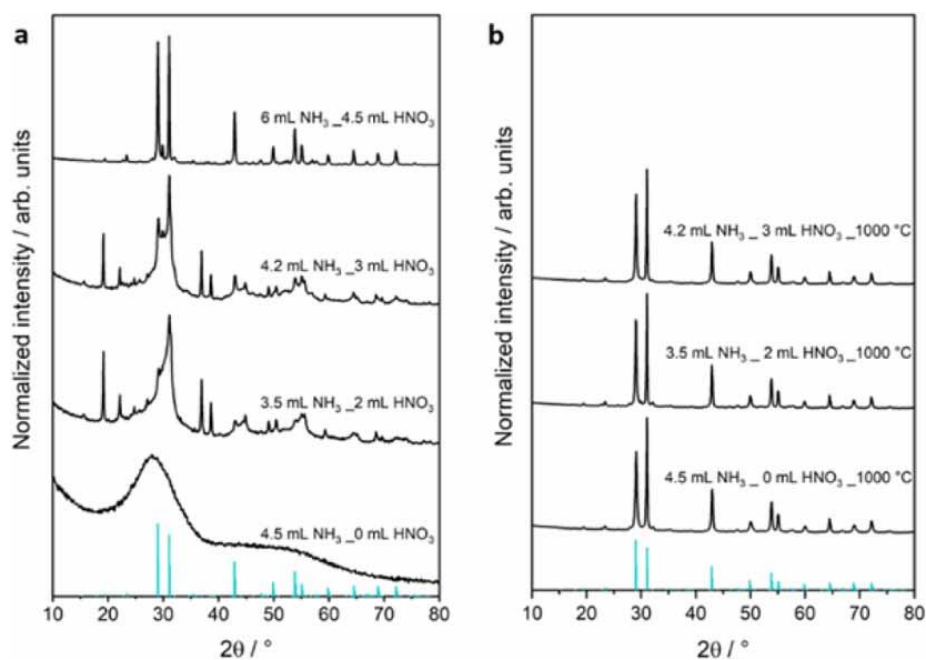 a
Normalized intensity / arb. units
6 mL NH₃ _4.5 mL HNO₃
4.2 mL NH₃ _3 mL HNO₃
3.5 mL NH₃ _2 mL HNO₃
4.5 mL NH₃ _0 mL HNO₃
10 20 30 40 50 60 70 80
2θ / °
b
Normalized intensity / arb. units
4.2 mL NH₃ _ 3 mL HNO₃ _1000 °C
3.5 mL NH₃ _ 2 mL HNO₃ _1000 °C
4.5 mL NH₃ _ 0 mL HNO₃ _1000 °C
10 20 30 40 50 60 70 80
2θ / °